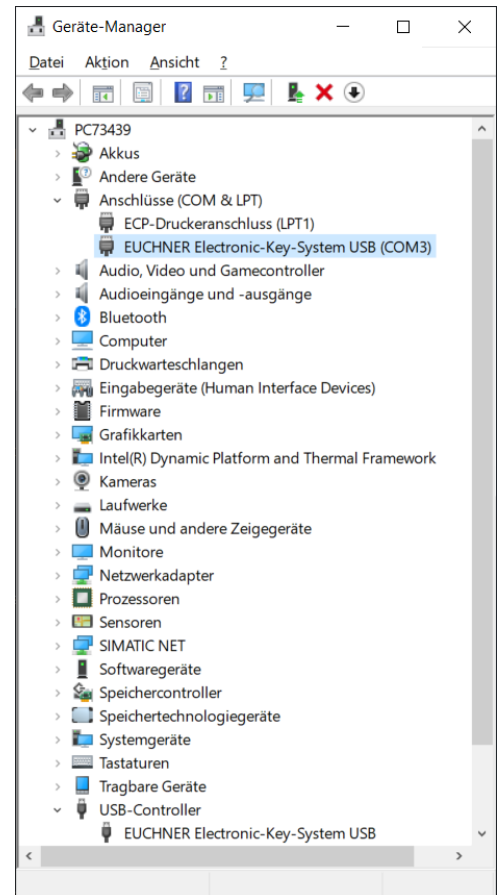 Geräte-Manager
Datei Aktion Ansicht ?
PC73439
Akkus
Andere Geräte
Anschlüsse (COM & LPT)
ECP-Druckeranschluss (LPT1)
EUCHNER Electronic-Key-System USB (COM3)
Audio, Video und Gamecontroller
Audioeingänge und -ausgänge
Bluetooth
Computer
Druckwarteschlangen
Eingabegeräte (Human Interface Devices)
Firmware
Grafikkarten
Intel(R) Dynamic Platform and Thermal Framework
Kameras
Laufwerke
Mäuse und andere Zeigegeräte
Monitore
Netzwerkadapter
Prozessoren
Sensoren
SIMATIC NET
Softwaregeräte
Speichercontroller
Speichertechnologiegeräte
Systemgeräte
Tastaturen
Tragbare Geräte
USB-Controller
EUCHNER Electronic-Key-System USB